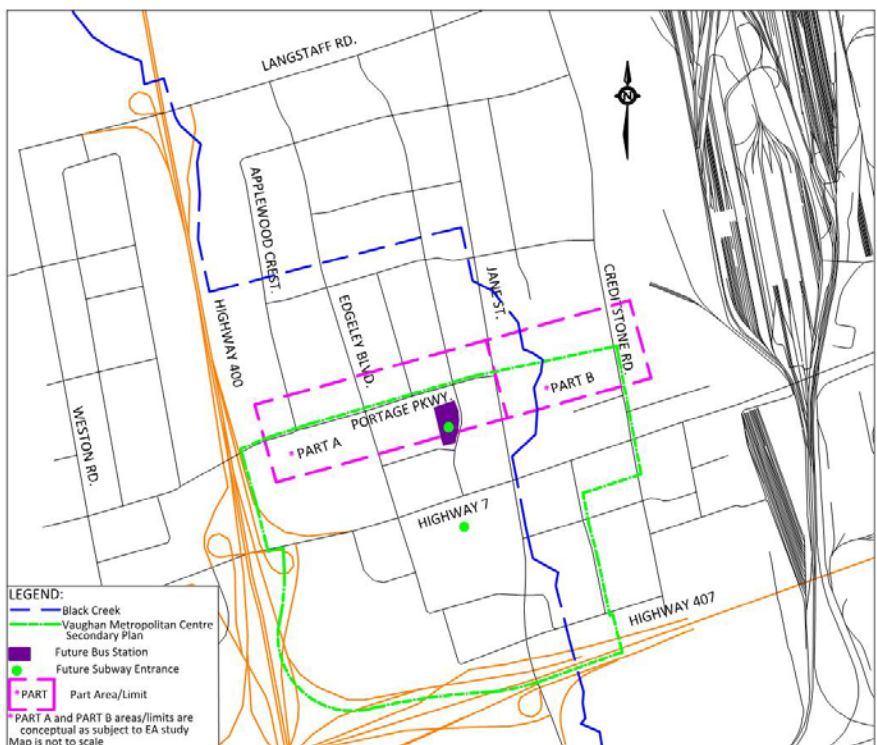 LANGSTAFF RD.
N
APPLEWOOD CREST.
EDGELEY BLVD.
JANE ST.
CREDITSTONE RD.
HIGHWAY 400
WESTON RD.
PORTAGE PKWY.
*PART A
*PART B
HIGHWAY 7
HIGHWAY 407
LEGEND:
Black Creek
Vaughan Metropolitan Centre
Secondary Plan
Future Bus Station
Future Subway Entrance
*PART Part Area/Limit
*PART A and PART B areas/limits are
conceptual as subject to EA study
Map is not to scale